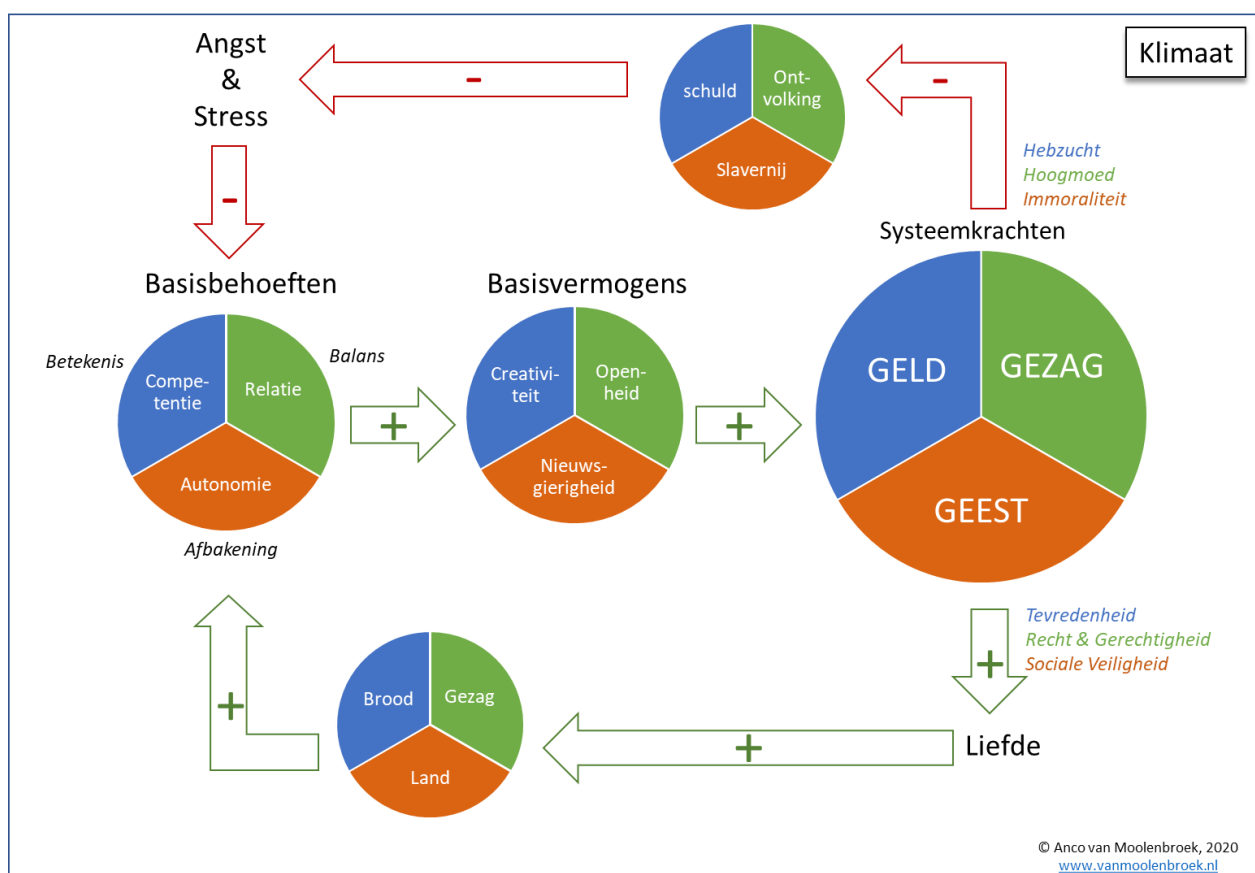 Klimaat
Angst
&
Stress
-
-
schuld
Ont-
volking
Slavernij
Hebzucht
Hoogmoed
Immoraliteit
-
Systeemkrachten
Basisbehoeften
Basisvermogens
Betekenis
Balans
Compe-
tentie
Relatie
Autonomie
Afbakening
+
Creativi-
teit
Open-
heid
Nieuws-
gierigheid
+
GELD
GEZAG
GEEST
Tevredenheid
Recht & Gerechtigheid
Sociale Veiligheid
+
Liefde
+
Brood
Gezag
Land
+
© Anco van Moolenbroek, 2020
www.vanmoolenbroek.nl